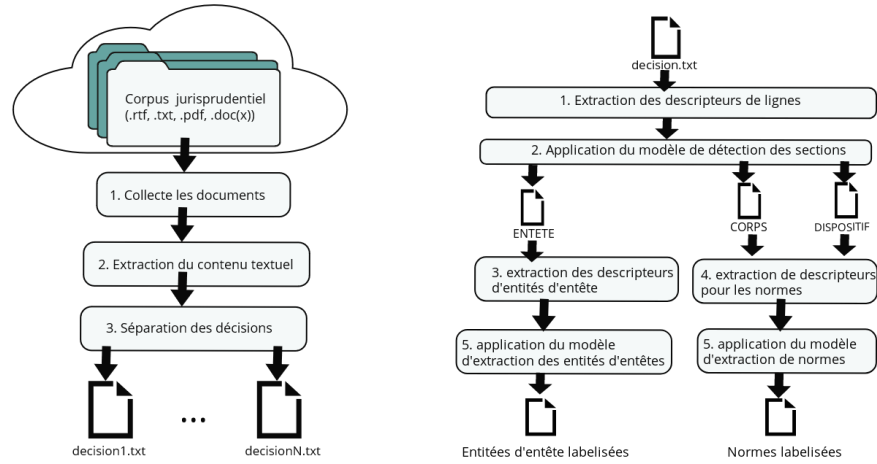 Corpus jurisprudentiel
(.rtf, .txt, .pdf, .doc(x))
1. Collecte les documents
2. Extraction du contenu textuel
3. Séparation des décisions
...
decision1.txt
decisionN.txt
decision.txt
1. Extraction des descripteurs de lignes
2. Application du modèle de détection des sections
ENTETE
CORPS
DISPOSITIF
3. extraction des descripteurs
d'entités d'entête
4. extraction de descripteurs
pour les normes
5. application du modèle
d'extraction des entités d'entêtes
5. application du modèle
d'extraction de normes
Entitées d'entête labelisées
Normes labelisées